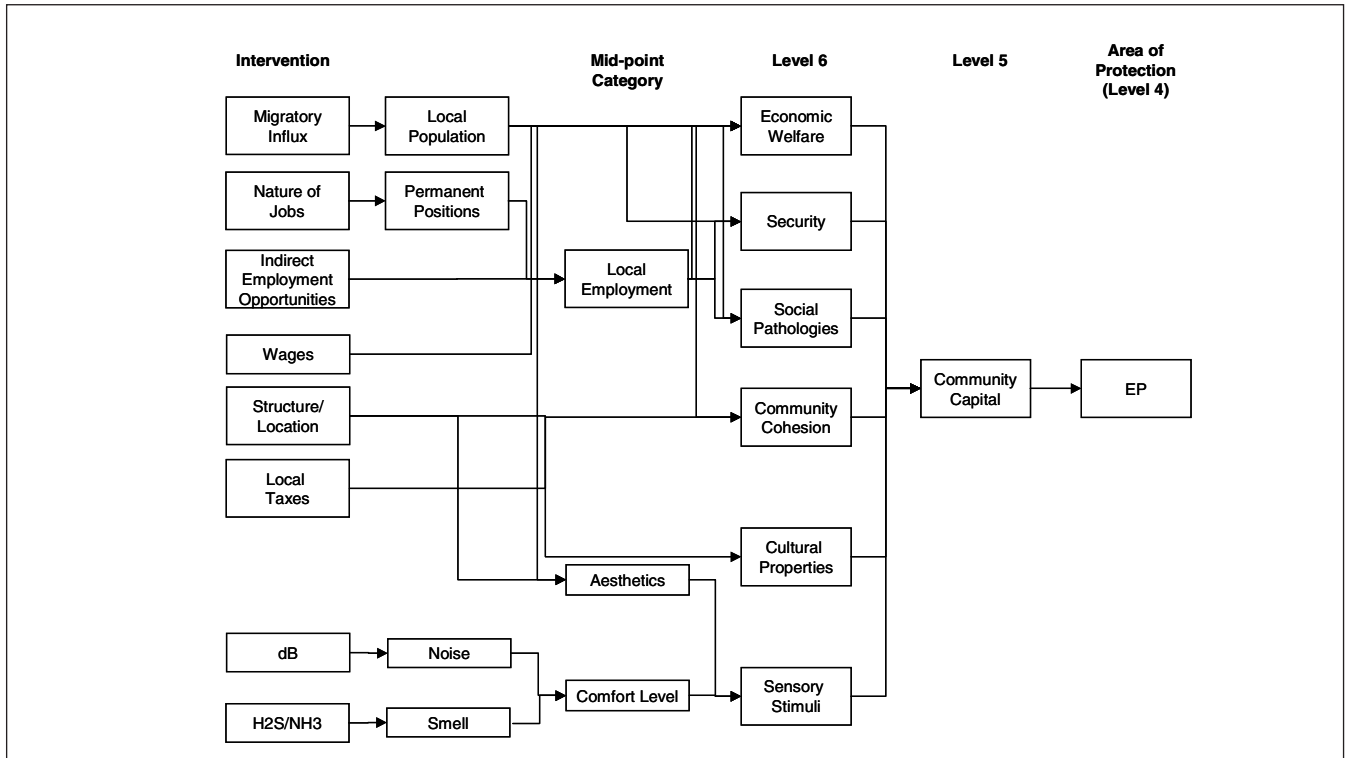 Intervention
Mid-point
Category
Level 6
Level 5
Area of
Protection
(Level 4)
Migratory
Influx
Local
Population
Economic
Welfare
Nature of
Jobs
Permanent
Positions
Security
Indirect
Employment
Opportunities
Local
Employment
Social
Pathologies
Wages
Structure/
Location
Community
Cohesion
Community
Capital
EP
Local
Taxes
Cultural
Properties
Aesthetics
dB
Noise
Comfort Level
Sensory
Stimuli
H2S/NH3
Smell